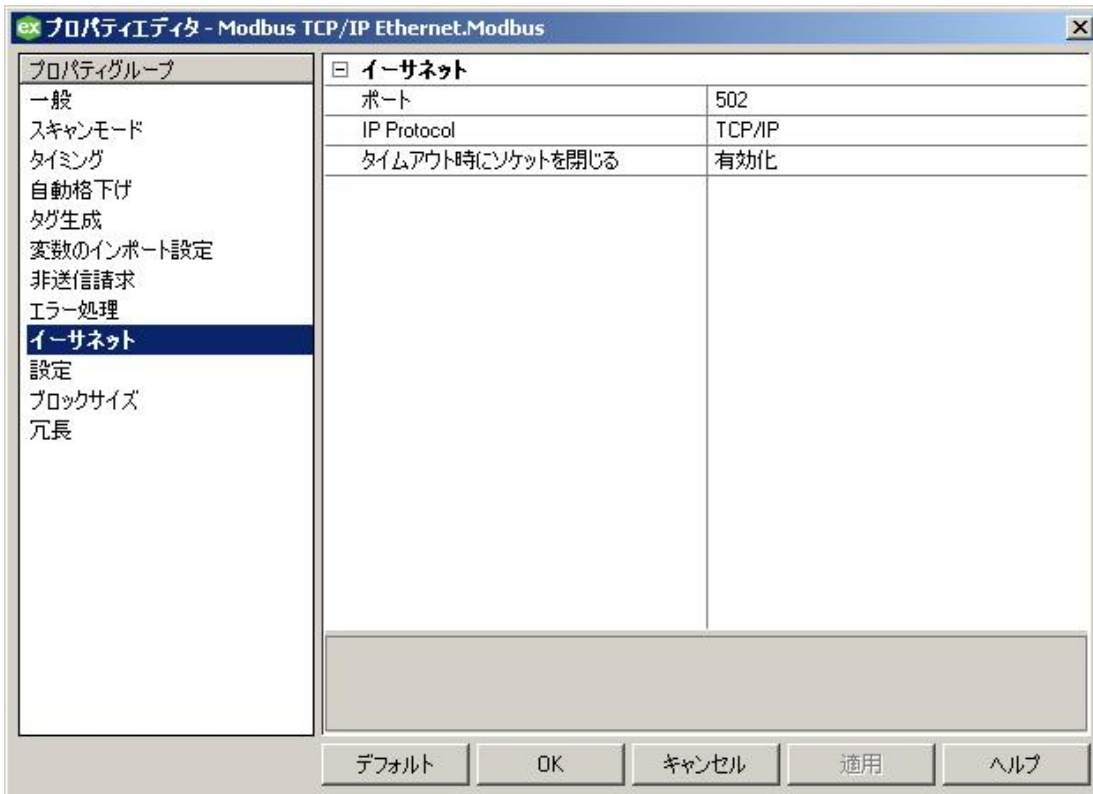 ex プロパティエディタ - Modbus TCP/IP Ethernet.Modbus
プロパティグループ
一般
スキャンモード
タイミング
自動格下げ
タグ生成
変数のインポート設定
非送信請求
エラー処理
イーサネット
設定
ブロックサイズ
冗長
イーサネット
ポート 502
IP Protocol TCP/IP
タイムアウト時にソケットを閉じる 有効化
デフォルト OK キャンセル 適用 ヘルプ